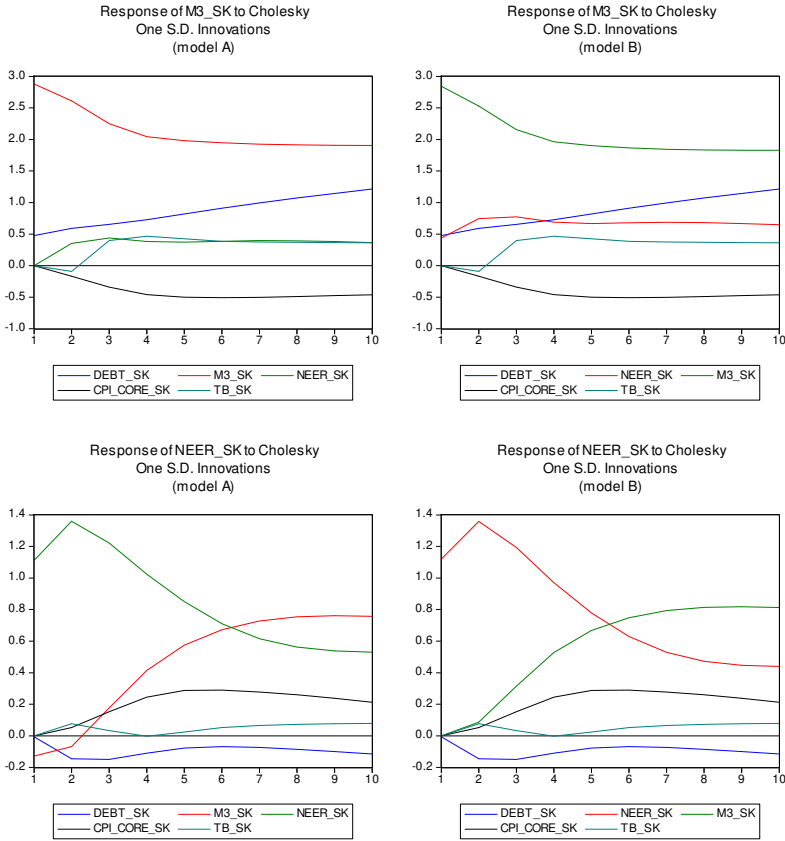 Response of M3_SK to Cholesky
One S.D. Innovations
(model A)
3.0
2.5
2.0
1.5
1.0
0.5
0.0
-0.5
-1.0
1 2 3 4 5 6 7 8 9 10
DEBT_SK M3_SK NEER_SK
CPI_CORE_SK TB_SK
Response of M3_SK to Cholesky
One S.D. Innovations
(model B)
3.0
2.5
2.0
1.5
1.0
0.5
0.0
-0.5
-1.0
1 2 3 4 5 6 7 8 9 10
DEBT_SK NEER_SK M3_SK
CPI_CORE_SK TB_SK
Response of NEER_SK to Cholesky
One S.D. Innovations
(model A)
1.4
1.2
1.0
0.8
0.6
0.4
0.2
0.0
-0.2
1 2 3 4 5 6 7 8 9 10
DEBT_SK M3_SK NEER_SK
CPI_CORE_SK TB_SK
Response of NEER_SK to Cholesky
One S.D. Innovations
(model B)
1.4
1.2
1.0
0.8
0.6
0.4
0.2
0.0
-0.2
1 2 3 4 5 6 7 8 9 10
DEBT_SK NEER_SK M3_SK
CPI_CORE_SK TB_SK